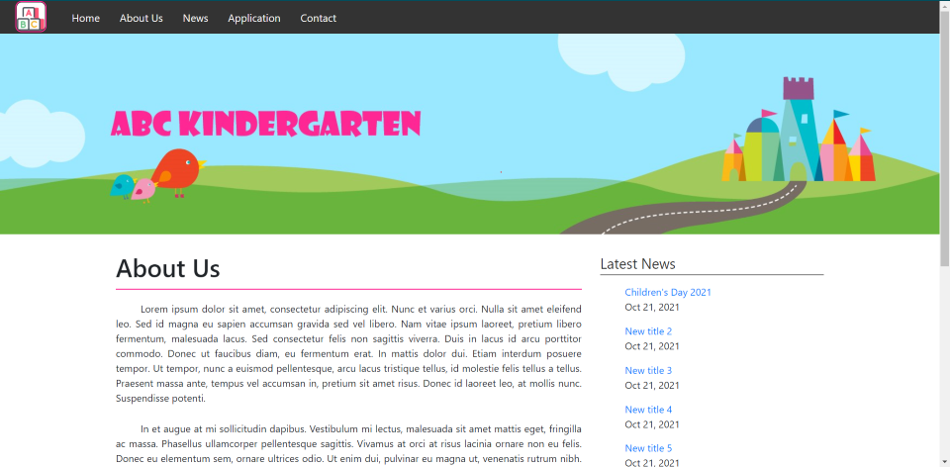 A
B C
Home About Us News Application Contact
ABC KINDERGARTEN
About Us
Lorem ipsum dolor sit amet, consectetur adipiscing elit. Nunc et varius orci. Nulla sit amet eleifend
leo. Sed id magna eu sapien accumsan gravida sed vel libero. Nam vitae ipsum laoreet, pretium libero
fermentum, malesuada lacus. Sed consectetur felis non sagittis viverra. Duis in lacus id arcu porttitor
commodo. Donec ut faucibus diam, eu fermentum erat. In mattis dolor dui. Etiam interdum posuere
tempor. Ut tempor, nunc a euismod pellentesque, arcu lacus tristique tellus, id molestie felis tellus a tellus.
Praesent massa ante, tempus vel accumsan in, pretium sit amet risus. Donec id laoreet leo, at mollis nunc.
Suspendisse potenti.
In et augue at mi sollicitudin dapibus. Vestibulum mi lectus, malesuada sit amet mattis eget, fringilla
ac massa. Phasellus ullamcorper pellentesque sagittis. Vivamus at orci at risus lacinia ornare non eu felis.
Donec eu elementum sem, ornare ultrices odio. Ut enim dui, pulvinar eu magna ut, venenatis rutrum nibh.
Latest News
Children's Day 2021
Oct 21, 2021
New title 2
Oct 21, 2021
New title 3
Oct 21, 2021
New title 4
Oct 21, 2021
New title 5
Oct 21, 2021